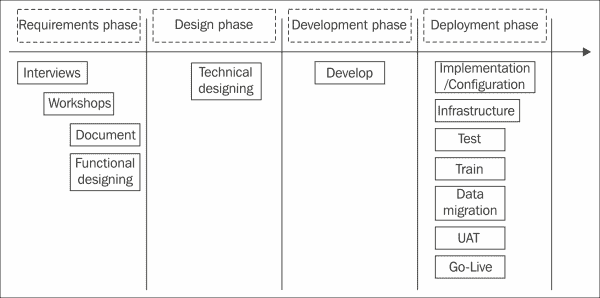 Requirements phase
Design phase
Development phase
Deployment phase
Interviews
Workshops
Document
Functional
designing
Technical
designing
Develop
Implementation
/Configuration
Infrastructure
Test
Train
Data
migration
UAT
Go-Live